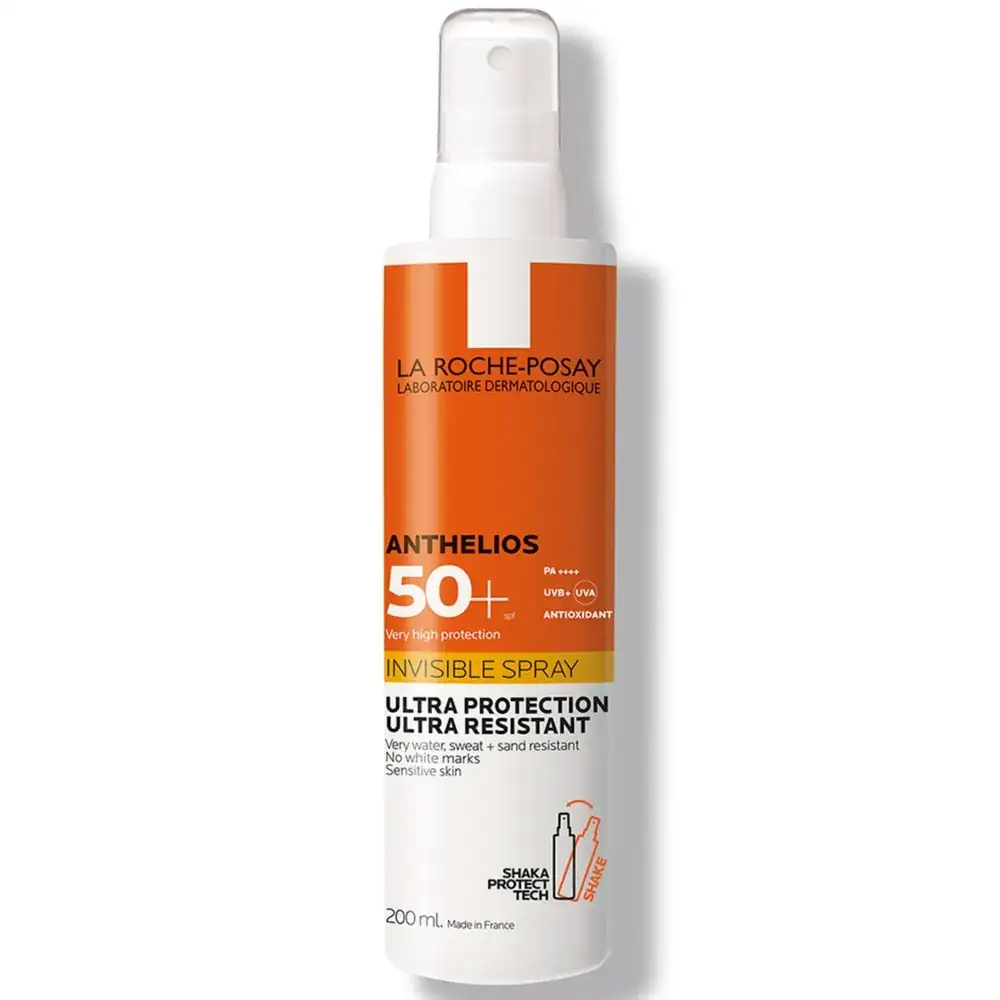 LA ROCHE-POSAY
LABORATOIRE DERMATOLOGIQUE
ANTHELIOS
50+
spf
PA ++++
UVB+ UVA
ANTIOXIDANT
Very high protection
INVISIBLE SPRAY
ULTRA PROTECTION
ULTRA RESISTANT
Very water, sweat + sand resistant
No white marks
Sensitive skin
SHAKA
PROTECT
TECH
SHAKE
200 ml. Made in France